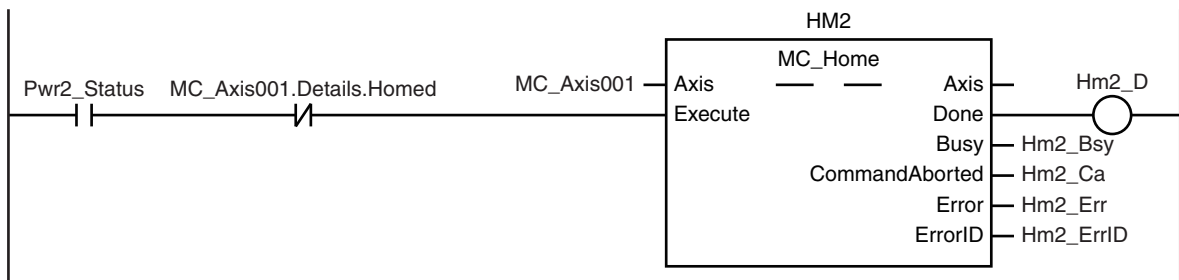 HM2
MC_Home
Pwr2_Status MC_Axis001.Details.Homed MC_Axis001 Axis Axis Hm2_D
Execute Done
Busy Hm2_Bsy
CommandAborted Hm2_Ca
Error Hm2_Err
ErrorID Hm2_ErrID